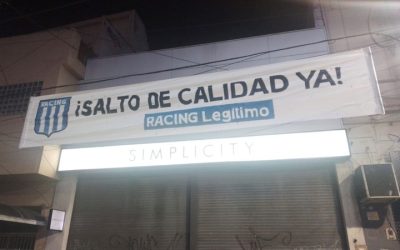 RACING
¡SALTO DE CALIDAD YA!
RACING Legítimo
SIMPLICITY